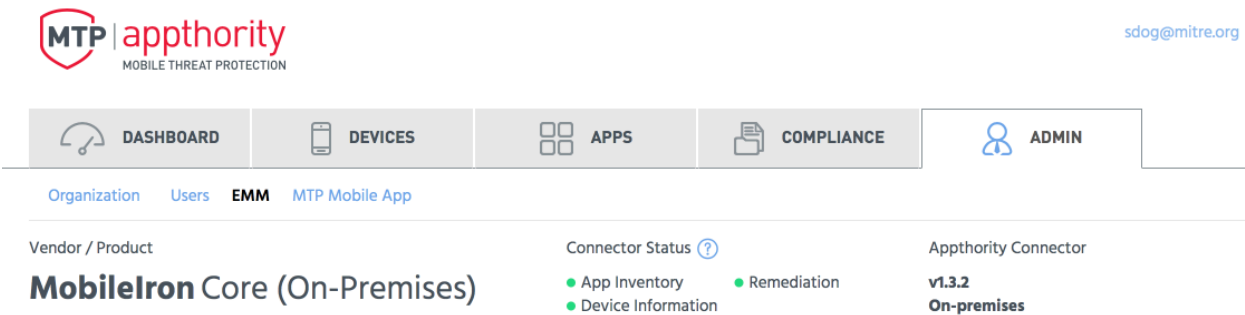 MTP | appthority
MOBILE THREAT PROTECTION
sdog@mitre.org
DASHBOARD DEVICES APPS COMPLIANCE ADMIN
Organization Users EMM MTP Mobile App
Vendor / Product
MobileIron Core (On-Premises)
Connector Status ?
App Inventory Remediation
Device Information
Appthority Connector
v1.3.2
On-premises